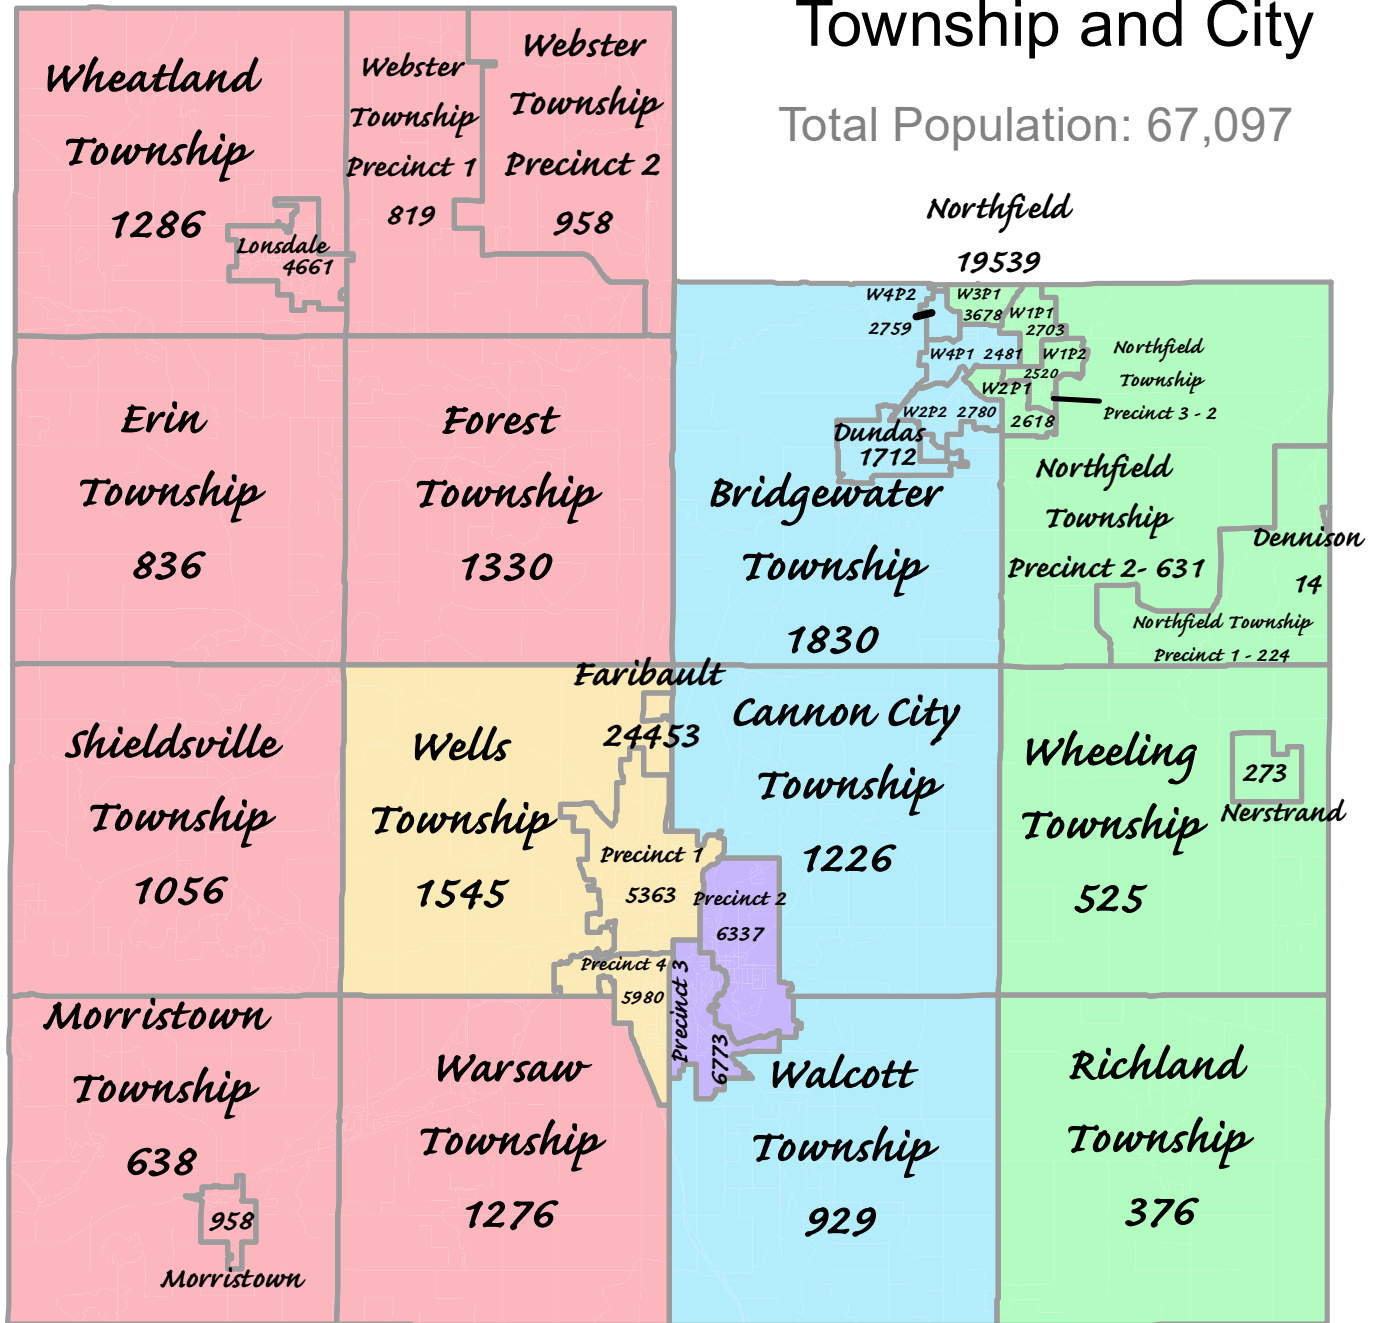 Township and City
Total Population: 67,097
Wheatland
Township
1286
Lonsdale
4661
Webster
Township
Precinct 1
819
Webster
Township
Precinct 2
958
Northfield
19539
W4P2
2759
W3P1
3678
W1P1
2703
W4P1 2481
W1P2
2520
W2P1
2618
W2P2 2780
Northfield
Township
Precinct 3 - 2
Dundas
1712
Erin
Township
836
Forest
Township
1330
Bridgewater
Township
1830
Northfield
Township
Precinct 2- 631
Dennison
14
Northfield Township
Precinct 1 - 224
Shieldsville
Township
1056
Wells
Township
1545
Faribault
24453
Precinct 1
5363
Precinct 2
6337
Precinct 4
5980
Precinct 3
6773
Cannon City
Township
1226
Wheeling
Township
525
273
Nerstrand
Morristown
Township
638
958
Morristown
Warsaw
Township
1276
Walcott
Township
929
Richland
Township
376